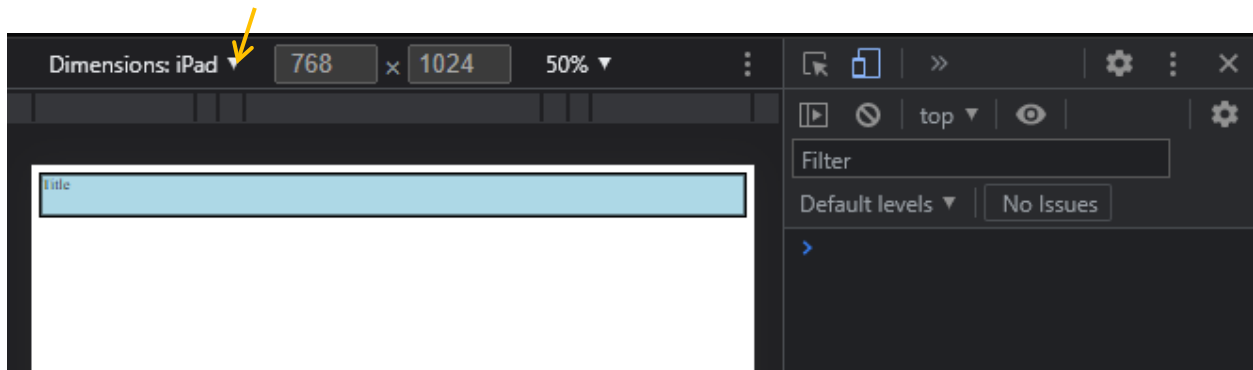 Dimensions: iPad ▼ 768 × 1024 50% ▼
top ▼
Filter
Default levels ▼ No Issues
Title